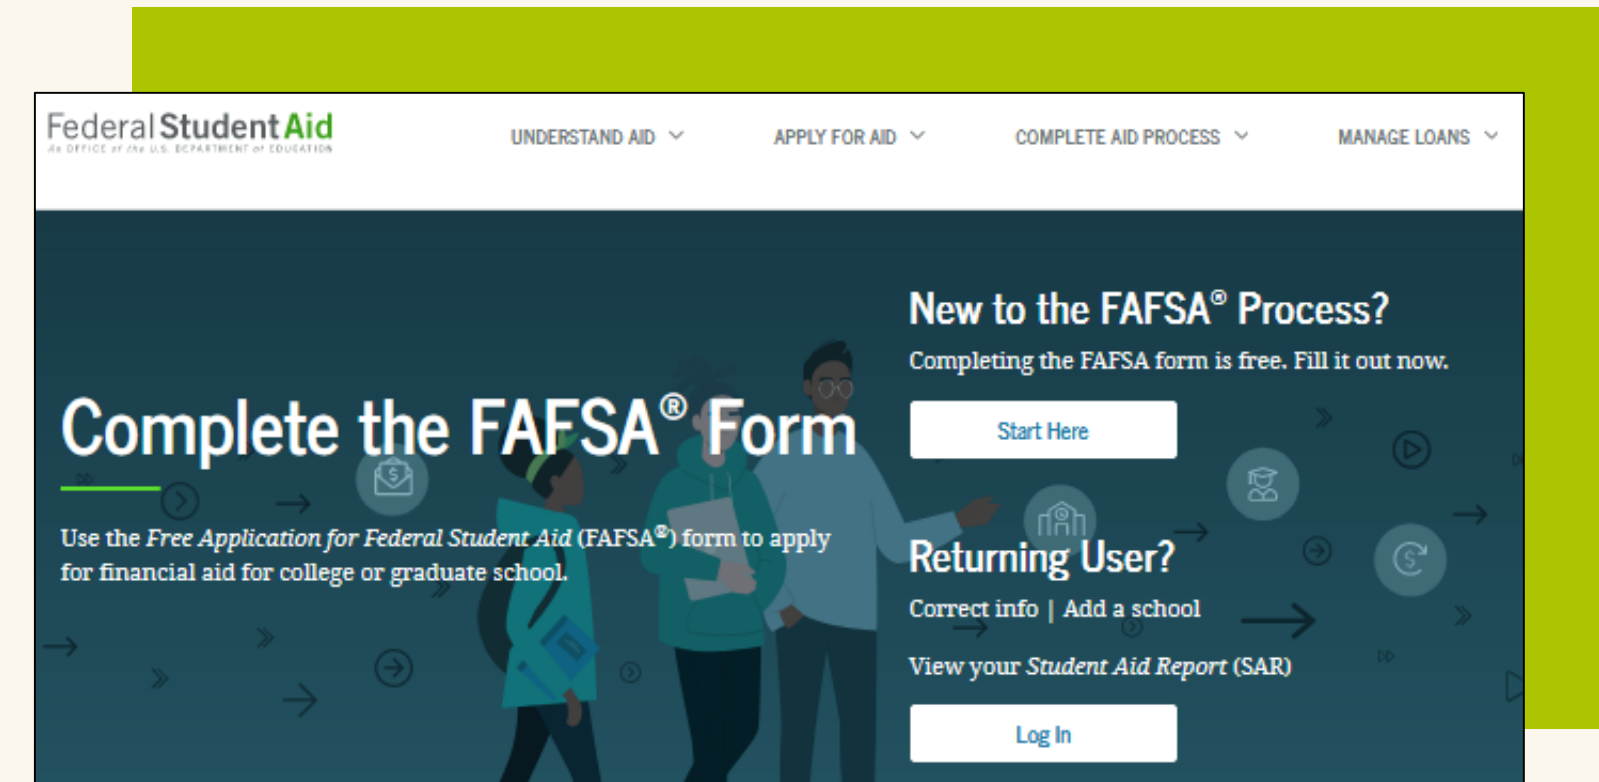 Federal Student Aid
An OFFICE of the U.S. DEPARTMENT of EDUCATION
UNDERSTAND AID
APPLY FOR AID
COMPLETE AID PROCESS
MANAGE LOANS
Complete the FAFSA® Form
Use the Free Application for Federal Student Aid (FAFSA®) form to apply
for financial aid for college or graduate school.
New to the FAFSA® Process?
Completing the FAFSA form is free. Fill it out now.
Start Here
Returning User?
Correct info | Add a school
View your Student Aid Report (SAR)
Log In